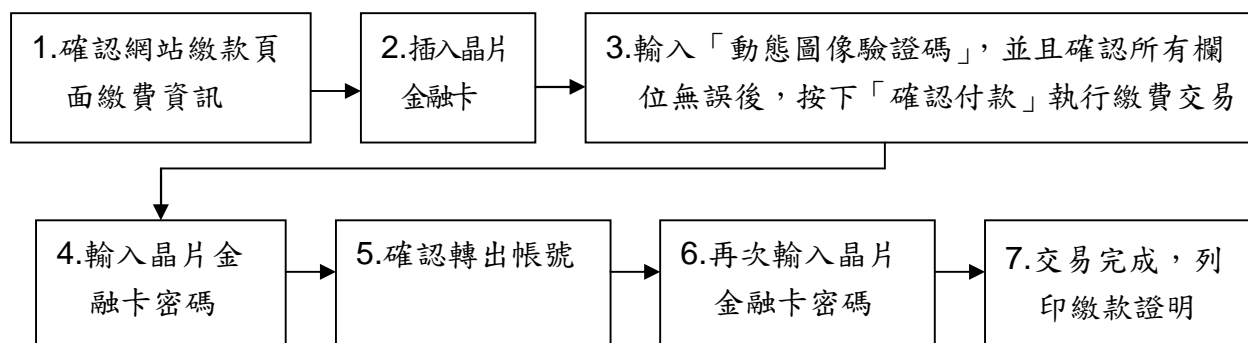 1.確認網站繳款頁
面繳費資訊
2.插入晶片
金融卡
3.輸入「動態圖像驗證碼」，並且確認所有欄
位無誤後，按下「確認付款」執行繳費交易
4.輸入晶片金
融卡密碼
5.確認轉出帳號
6.再次輸入晶片
金融卡密碼
7.交易完成，列
印繳款證明